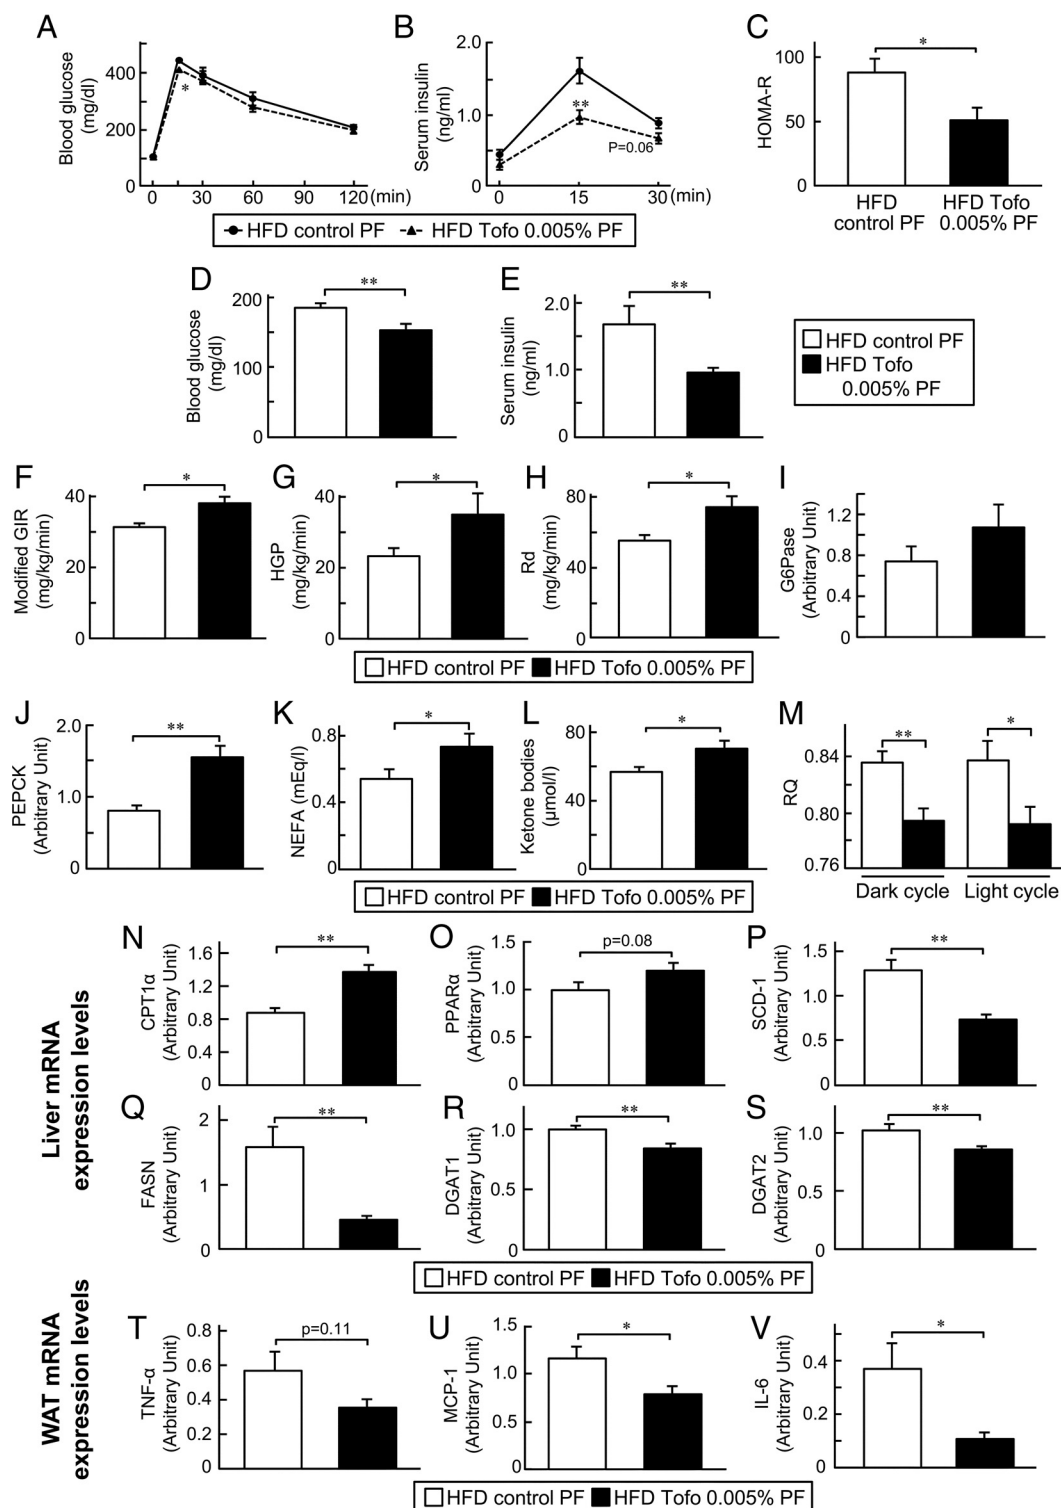 A
Blood glucose
(mg/dl)
400
200
0
*
0
30
60
90
120
(min)
B
Serum insulin
(ng/ml)
2.0
1.0
0
**
P=0.06
0
15
30
(min)
C
HOMA-R
100
50
0
*
HFD
control PF
HFD Tofo
0.005% PF
HFD control PF
HFD Tofo 0.005% PF
D
Blood glucose
(mg/dl)
200
100
0
**
E
Serum insulin
(ng/ml)
2.0
1.0
0
**
HFD control PF
HFD Tofo
0.005% PF
F
Modified GIR
(mg/kg/min)
40
20
0
*
G
HGP
(mg/kg/min)
40
20
0
*
H
Rd
(mg/kg/min)
80
40
0
*
I
G6Pase
(Arbitrary Unit)
1.2
0.8
0.4
0
HFD control PF
HFD Tofo 0.005% PF
J
PEPCK
(Arbitrary Unit)
2.0
1.0
0
**
K
NEFA (mEq/l)
0.8
0.4
0
*
L
Ketone bodies
(μmol/l)
80
60
0
*
M
RQ
0.84
0.80
0.76
**
*
Dark cycle
Light cycle
HFD control PF
HFD Tofo 0.005% PF
Liver mRNA
expression levels
N
CPT1α
(Arbitrary Unit)
1.6
1.2
0.8
0.4
0
**
O
PPARα
(Arbitrary Unit)
1.5
1.0
0.5
0
p=0.08
P
SCD-1
(Arbitrary Unit)
1.5
1.0
0.5
0
**
Q
FASN
(Arbitrary Unit)
2
1
0
**
R
DGAT1
(Arbitrary Unit)
1.0
0.5
0
**
S
DGAT2
(Arbitrary Unit)
1.0
0.5
0
**
HFD control PF
HFD Tofo 0.005% PF
WAT mRNA
expression levels
T
TNF-α
(Arbitrary Unit)
0.8
0.6
0.4
0.2
0
p=0.11
U
MCP-1
(Arbitrary Unit)
1.5
1.0
0.5
0
*
V
IL-6
(Arbitrary Unit)
0.4
0.2
0
*
HFD control PF
HFD Tofo 0.005% PF